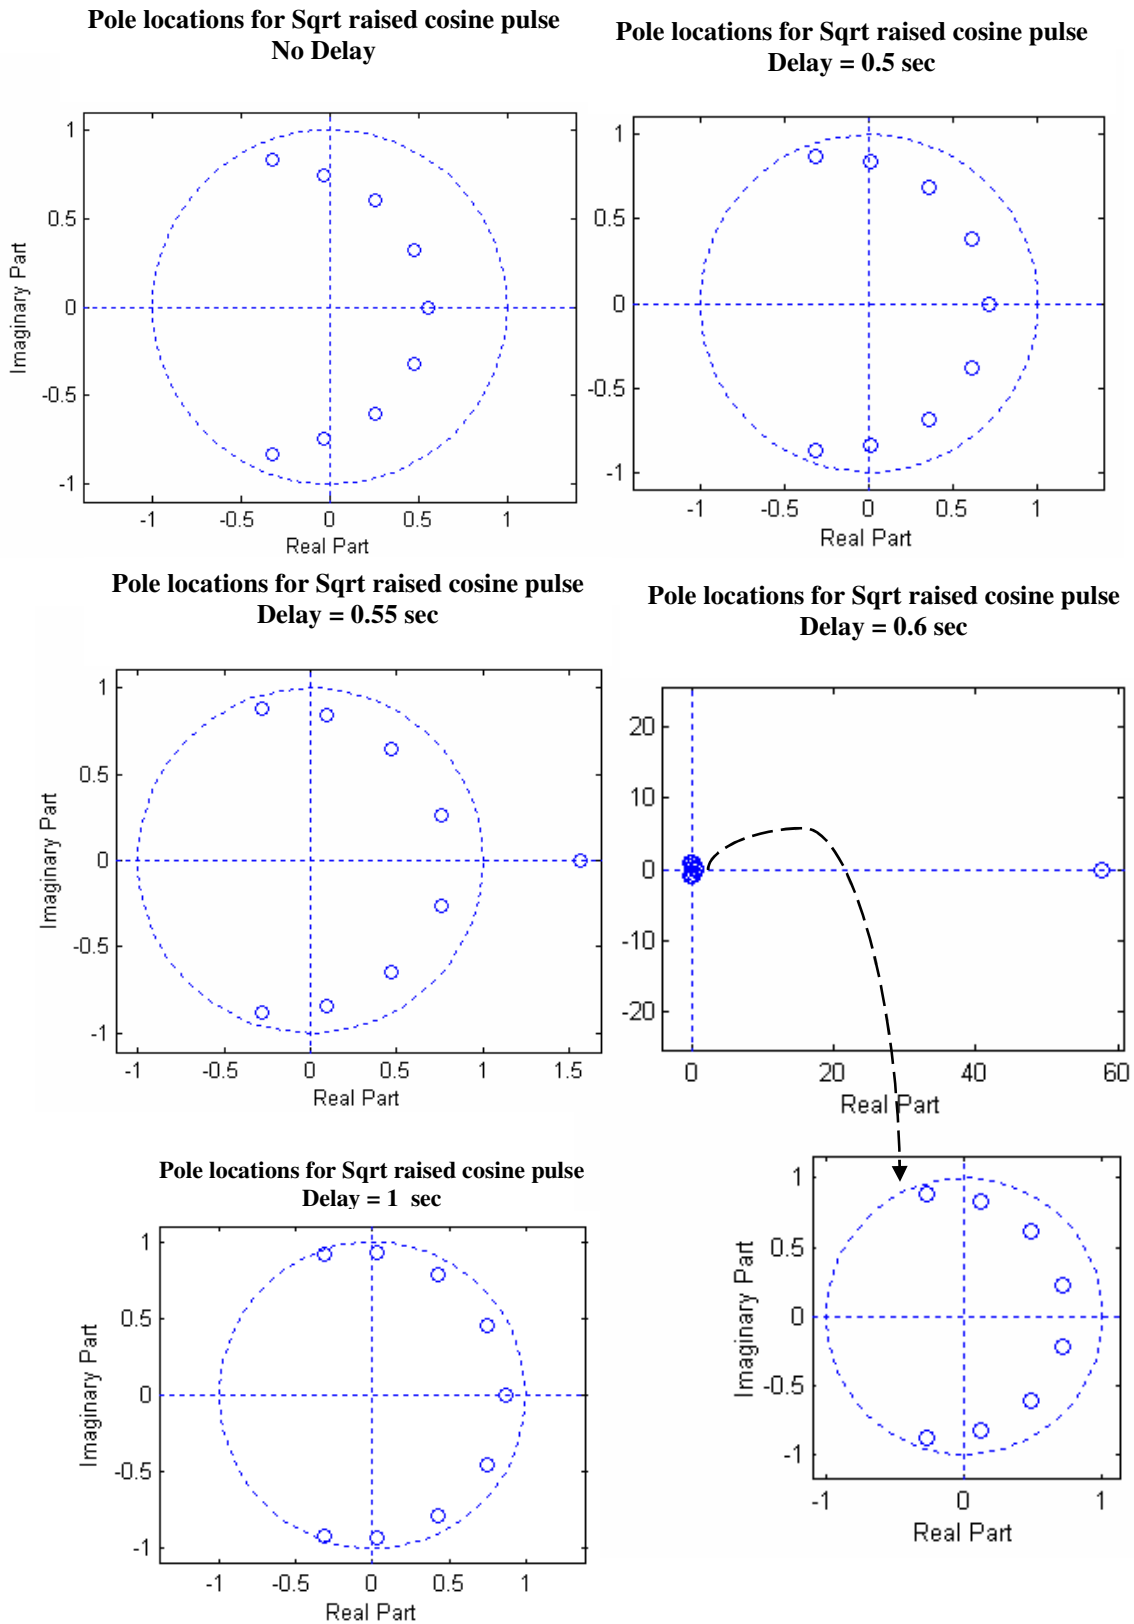 Pole locations for Sqrt raised cosine pulse
No Delay
1
0.5
0
-0.5
-1
Imaginary Part
-1
-0.5
0
0.5
1
Real Part
Pole locations for Sqrt raised cosine pulse
Delay = 0.5 sec
1
0.5
0
-0.5
-1
-1
-0.5
0
0.5
1
Real Part
Pole locations for Sqrt raised cosine pulse
Delay = 0.55 sec
1
0.5
0
-0.5
-1
Imaginary Part
-1
-0.5
0
0.5
1
1.5
Real Part
Pole locations for Sqrt raised cosine pulse
Delay = 0.6 sec
20
10
0
-10
-20
0
20
40
60
Real Part
Pole locations for Sqrt raised cosine pulse
Delay = 1 sec
1
0.5
0
-0.5
-1
Imaginary Part
-1
-0.5
0
0.5
1
Real Part
1
0.5
0
-0.5
-1
Imaginary Part
-1
0
1
Real Part